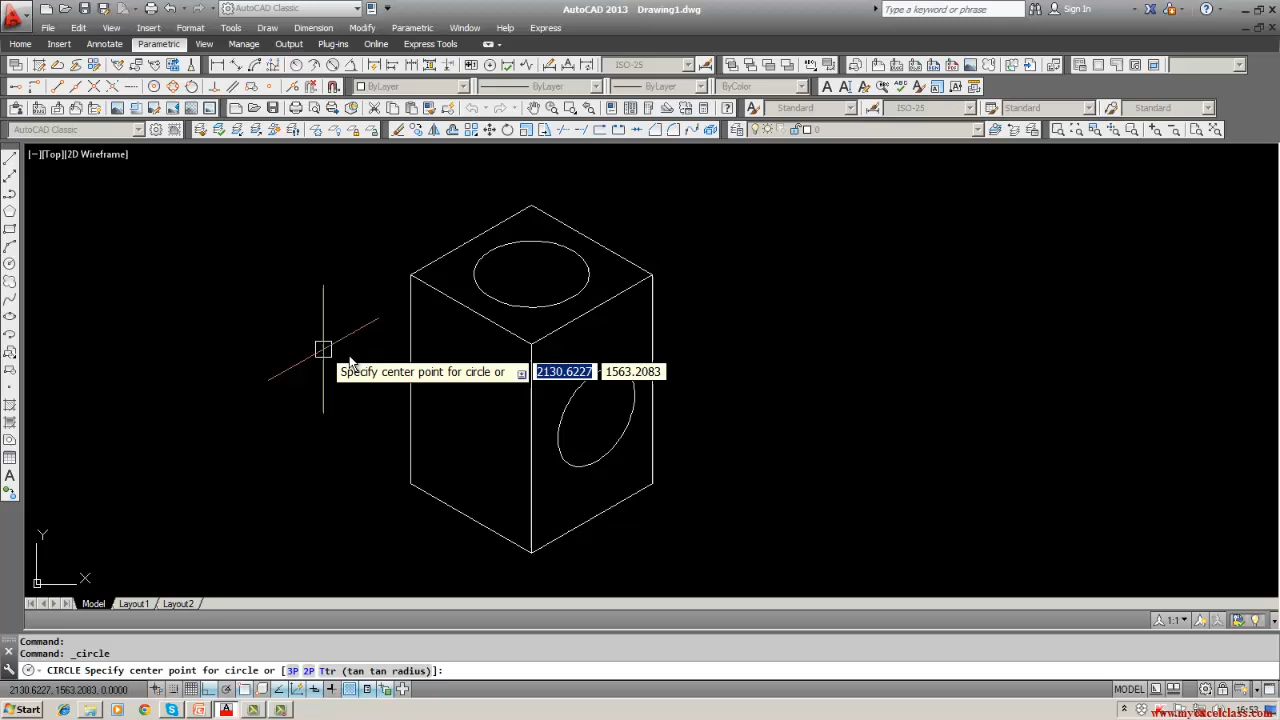 AutoCAD Classic
AutoCAD 2013 Drawing1.dwg
Type a keyword or phrase
Sign In
File Edit View Insert Format Tools Draw Dimension Modify Parametric Window Help Express
Home Insert Annotate Parametric View Manage Output Plug-ins Online Express Tools
ISO-25
ByLayer ByLayer ByLayer ByColor
Standard ISO-25 Standard Standard
AutoCAD Classic 0
[−][Top][2D Wireframe]
Specify center point for circle or 2130.6227 1563.2083
Y
X
Model Layout1 Layout2
1:1
Command:
Command: _circle
CIRCLE Specify center point for circle or [3P 2P Ttr (tan tan radius)]:
2130.6227, 1563.2083, 0.0000 MODEL
Start 16:53
www.myexcelclass.com